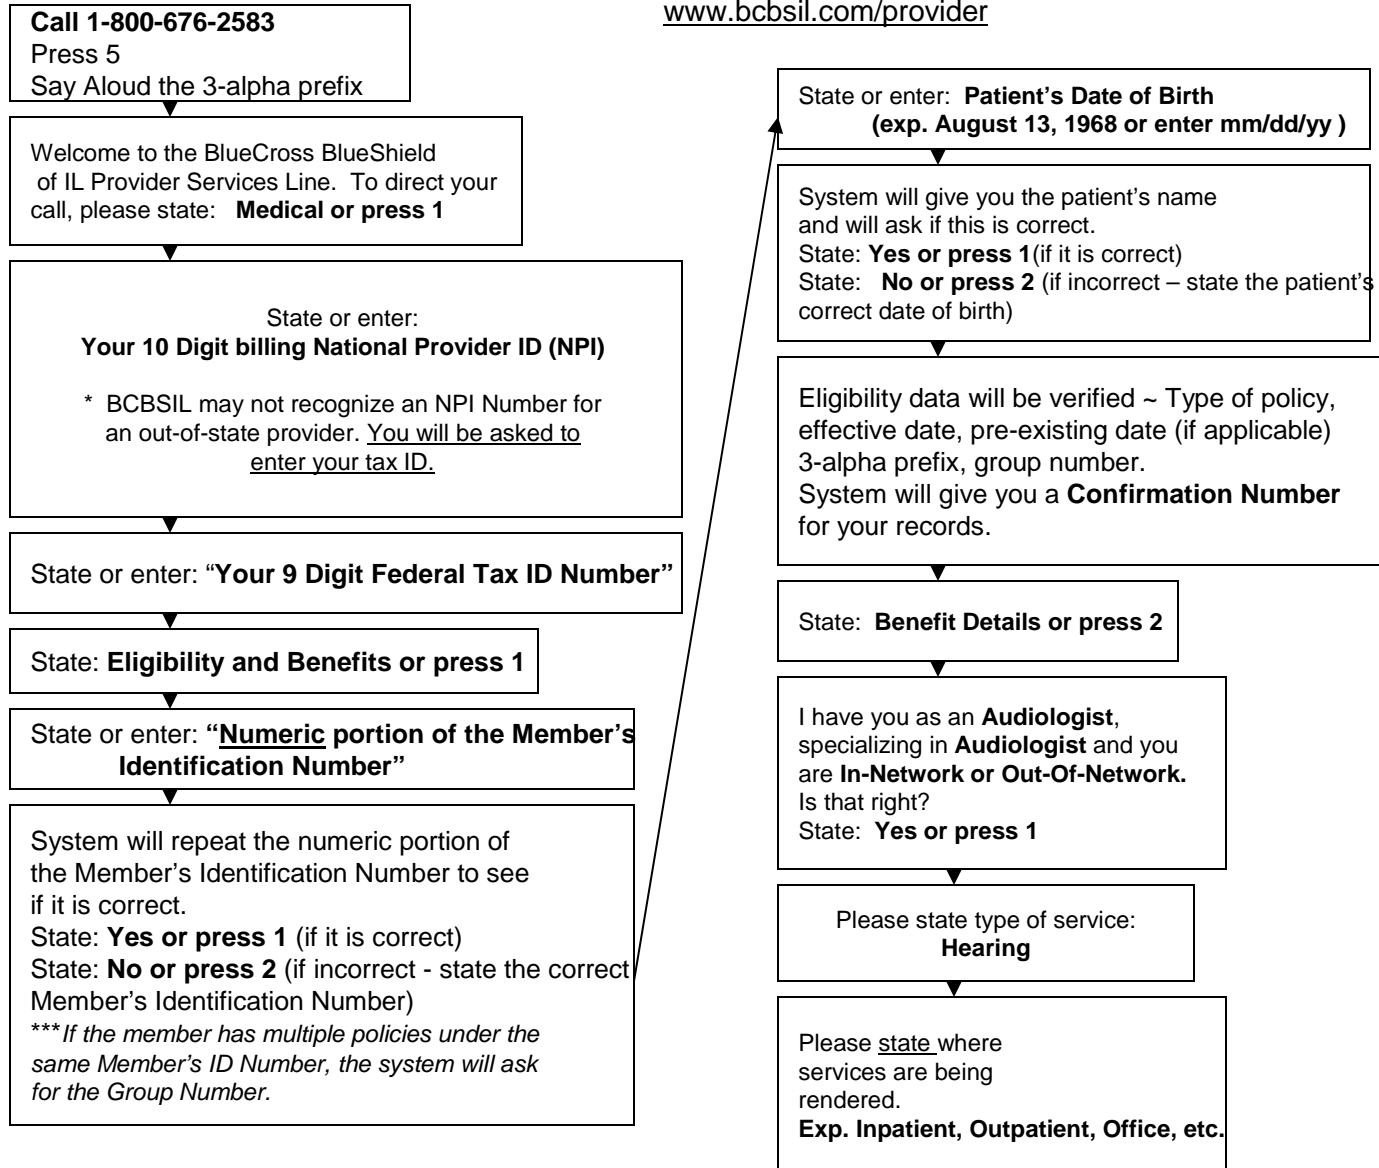 www.bcbsil.com/provider
Call 1-800-676-2583
Press 5
Say Aloud the 3-alpha prefix
Welcome to the BlueCross BlueShield
of IL Provider Services Line. To direct your
call, please state: Medical or press 1
State or enter:
Your 10 Digit billing National Provider ID (NPI)
* BCBSIL may not recognize an NPI Number for
an out-of-state provider. You will be asked to
enter your tax ID.
State or enter: “Your 9 Digit Federal Tax ID Number”
State: Eligibility and Benefits or press 1
State or enter: “Numeric portion of the Member’s
Identification Number”
System will repeat the numeric portion of
the Member’s Identification Number to see
if it is correct.
State: Yes or press 1 (if it is correct)
State: No or press 2 (if incorrect - state the correct
Member’s Identification Number)
***If the member has multiple policies under the
same Member’s ID Number, the system will ask
for the Group Number.
State or enter: Patient’s Date of Birth
(exp. August 13, 1968 or enter mm/dd/yy )
System will give you the patient’s name
and will ask if this is correct.
State: Yes or press 1(if it is correct)
State: No or press 2 (if incorrect – state the patient’s
correct date of birth)
Eligibility data will be verified ~ Type of policy,
effective date, pre-existing date (if applicable)
3-alpha prefix, group number.
System will give you a Confirmation Number
for your records.
State: Benefit Details or press 2
I have you as an Audiologist,
specializing in Audiologist and you
are In-Network or Out-Of-Network.
Is that right?
State: Yes or press 1
Please state type of service:
Hearing
Please state where
services are being
rendered.
Exp. Inpatient, Outpatient, Office, etc.